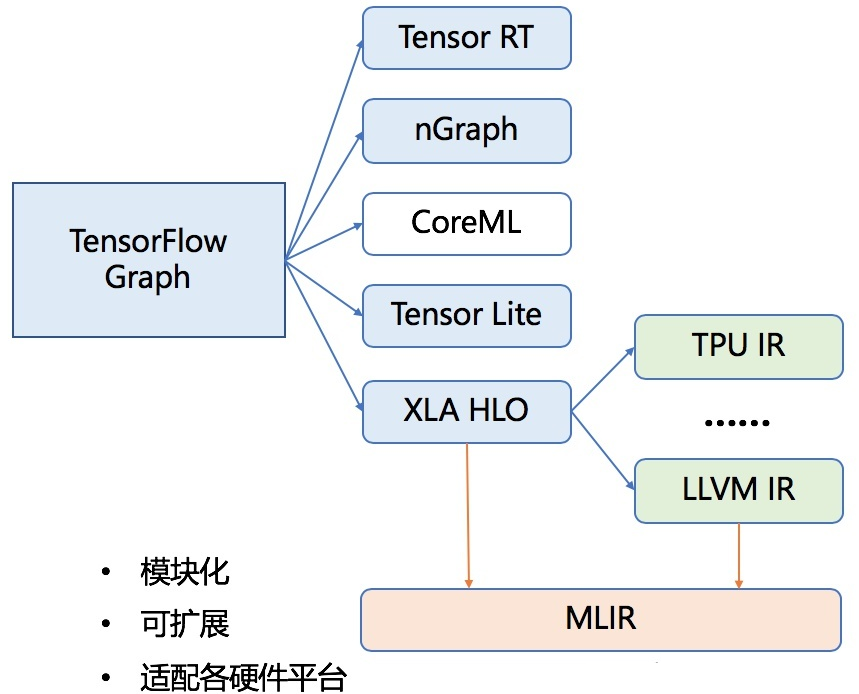 Tensor RT
nGraph
TensorFlow
Graph
CoreML
Tensor Lite
XLA HLO
TPU IR
......
LLVM IR
MLIR
• 模块化
• 可扩展
• 适配各硬件平台